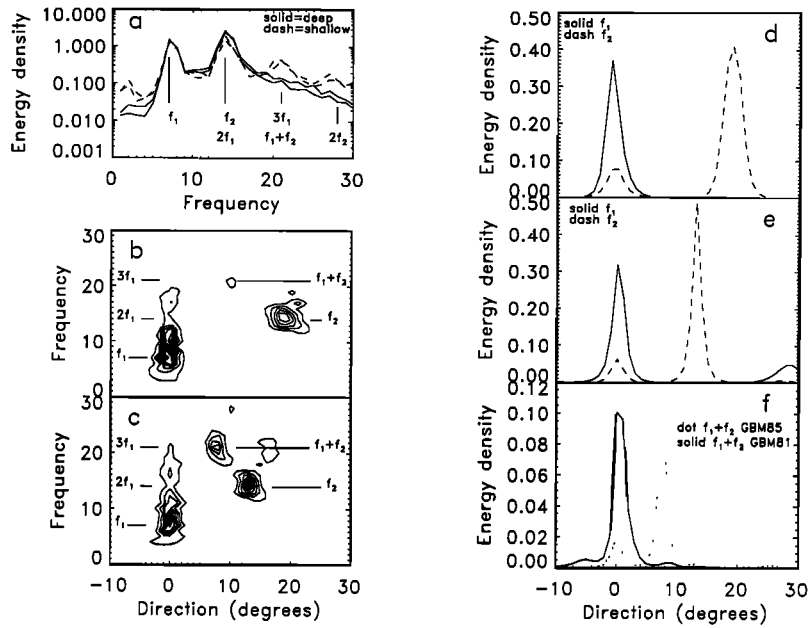 a
solid=deep
dash=shallow
10.000
1.000
0.100
0.010
0.001
Energy density
f₁
f₂
2f₁
3f₁
f₁+f₂
2f₂
0
10
20
30
Frequency
b
30
20
10
0
Frequency
3f₁
2f₁
f₁
f₁+f₂
f₂
c
30
20
10
0
Frequency
3f₁
2f₁
f₁
f₁+f₂
f₂
-10
0
10
20
30
Direction (degrees)
d
solid f₁
dash f₂
0.50
0.40
0.30
0.20
0.10
0.00
Energy density
e
solid f₁
dash f₂
0.50
0.40
0.30
0.20
0.10
0.00
Energy density
f
dot f₁+f₂ GBM85
solid f₁+f₂ GBM81
0.12
0.10
0.08
0.06
0.04
0.02
0.00
Energy density
-10
0
10
20
30
Direction (degrees)